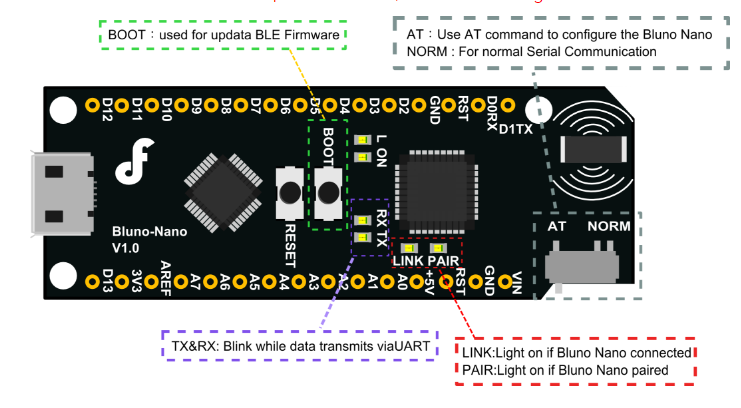 BOOT：used for updata BLE Firmware
AT：Use AT command to configure the Bluno Nano
NORM : For normal Serial Communication
D12 D11 D10 D9 D8 D7 D6 D5 D4 D3 D2 GND RST D0RX
D1TX
BOOT
L ON
RESET
RX TX
Bluno-Nano
V1.0
AT NORM
LINK PAIR
D13 3V3 AREF A7 A6 A5 A4 A3 A2 A1 A0 +5V RST GND VIN
TX&RX: Blink while data transmits viaUART
LINK:Light on if Bluno Nano connected
PAIR:Light on if Bluno Nano paired